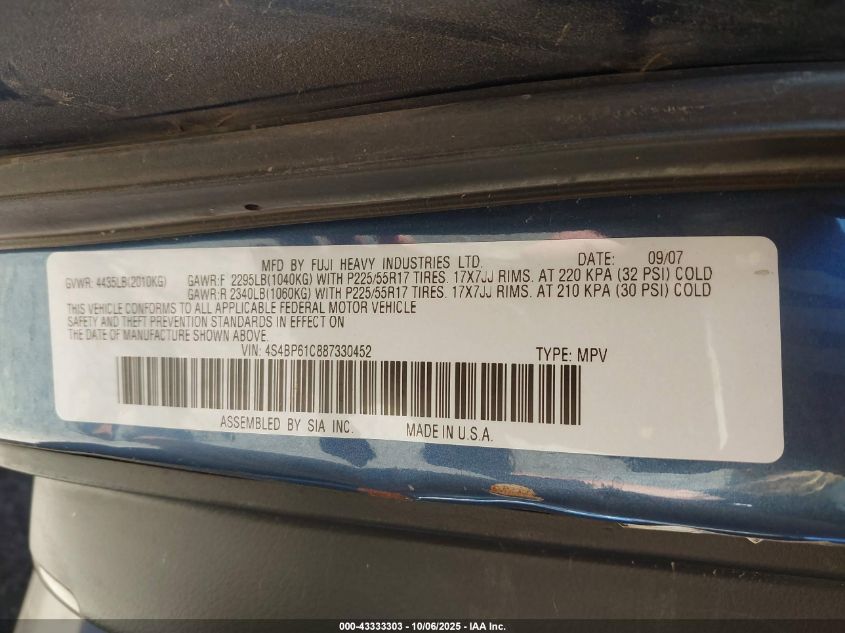 MFD BY FUJI HEAVY INDUSTRIES LTD. DATE: 09/07
GVWR: 4435LB(2010KG) GAWR:F 2295LB(1040KG) WITH P225/55R17 TIRES. 17X7JJ RIMS. AT 220 KPA (32 PSI) COLD
GAWR:R 2340LB(1060KG) WITH P225/55R17 TIRES. 17X7JJ RIMS. AT 210 KPA (30 PSI) COLD
THIS VEHICLE CONFORMS TO ALL APPLICABLE FEDERAL MOTOR VEHICLE
SAFETY AND THEFT PREVENTION STANDARDS IN EFFECT ON
THE DATE OF MANUFACTURE SHOWN ABOVE.
VIN: 4S4BP61C887330452 TYPE: MPV
ASSEMBLED BY SIA INC. MADE IN U.S.A.
000-43333303 - 10/06/2025 - IAA Inc.